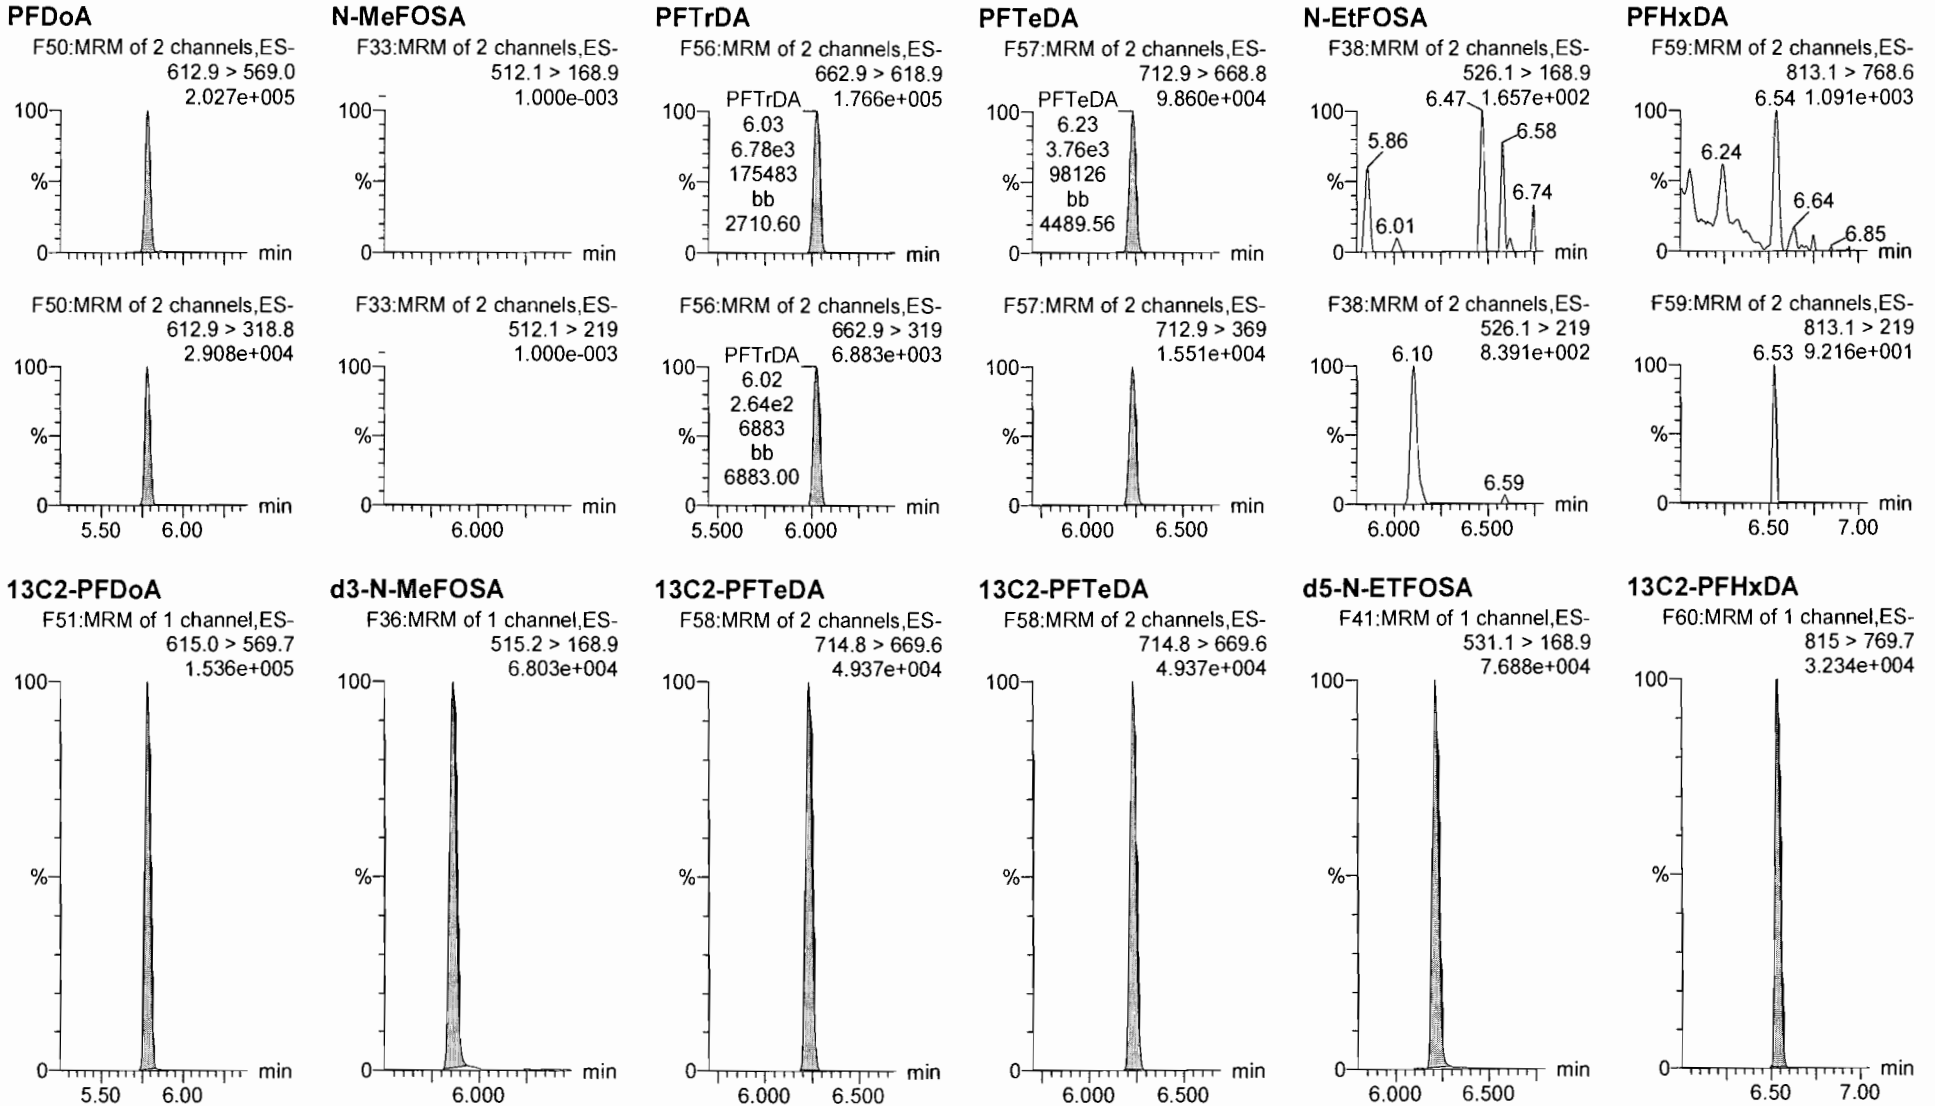 PFDoA
F50:MRM of 2 channels,ES-
612.9 > 569.0
2.027e+005
100
%
0
min
F50:MRM of 2 channels,ES-
612.9 > 318.8
2.908e+004
100
%
0
min
5.50 6.00
N-MeFOSA
F33:MRM of 2 channels,ES-
512.1 > 168.9
1.000e-003
100
%
0
min
F33:MRM of 2 channels,ES-
512.1 > 219
1.000e-003
100
%
0
min
6.000
PFTrDA
F56:MRM of 2 channels,ES-
662.9 > 618.9
1.766e+005
PFTrDA
6.03
6.78e3
175483
bb
2710.60
100
%
0
min
F56:MRM of 2 channels,ES-
662.9 > 319
6.883e+003
PFTrDA
6.02
2.64e2
6883
bb
6883.00
100
%
0
min
5.500 6.000
PFTeDA
F57:MRM of 2 channels,ES-
712.9 > 668.8
9.860e+004
PFTeDA
6.23
3.76e3
98126
bb
4489.56
100
%
0
min
F57:MRM of 2 channels,ES-
712.9 > 369
1.551e+004
100
%
0
min
6.000 6.500
N-EtFOSA
F38:MRM of 2 channels,ES-
526.1 > 168.9
1.657e+002
6.47
100
6.58
5.86
%
6.74
6.01
0
min
F38:MRM of 2 channels,ES-
526.1 > 219
8.391e+002
6.10
100
%
6.59
0
min
6.000 6.500
PFHxDA
F59:MRM of 2 channels,ES-
813.1 > 768.6
6.54 1.091e+003
100
6.24
%
6.64
6.85
0
min
F59:MRM of 2 channels,ES-
813.1 > 219
6.53 9.216e+001
100
%
0
min
6.50 7.00
13C2-PFDoA
F51:MRM of 1 channel,ES-
615.0 > 569.7
1.536e+005
100
%
0
min
5.50 6.00
d3-N-MeFOSA
F36:MRM of 1 channel,ES-
515.2 > 168.9
6.803e+004
100
%
0
min
6.000
13C2-PFTeDA
F58:MRM of 2 channels,ES-
714.8 > 669.6
4.937e+004
100
%
0
min
6.000 6.500
13C2-PFTeDA
F58:MRM of 2 channels,ES-
714.8 > 669.6
4.937e+004
100
%
0
min
6.000 6.500
d5-N-ETFOSA
F41:MRM of 1 channel,ES-
531.1 > 168.9
7.688e+004
100
%
0
min
6.000 6.500
13C2-PFHxDA
F60:MRM of 1 channel,ES-
815 > 769.7
3.234e+004
100
%
0
min
6.50 7.00